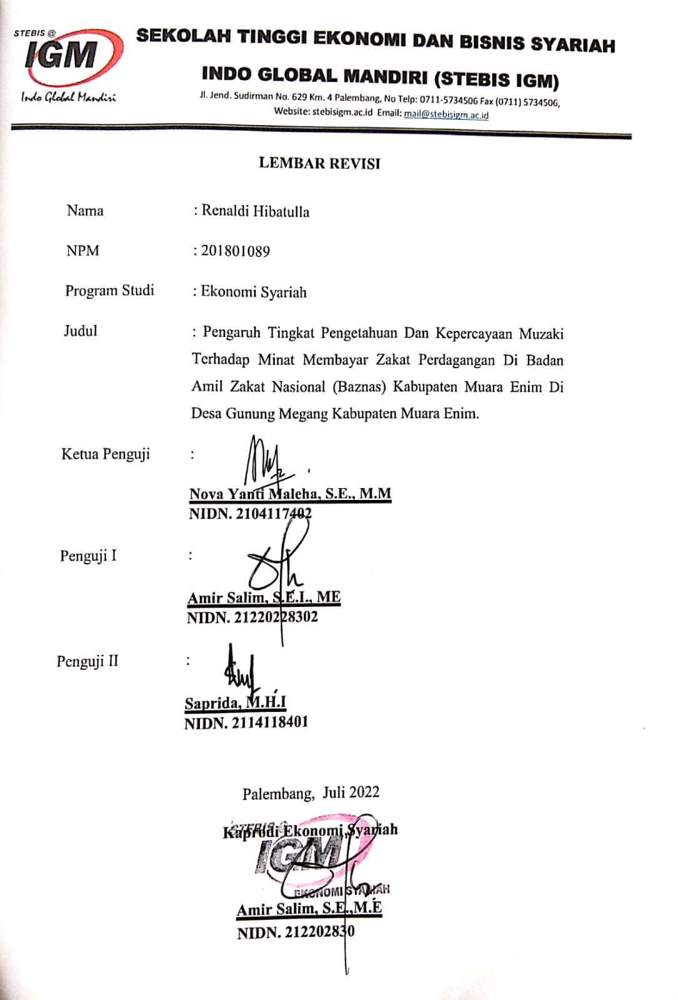 STEBIS @
IGM
Indo Global Mandiri
SEKOLAH TINGGI EKONOMI DAN BISNIS SYARIAH
INDO GLOBAL MANDIRI (STEBIS IGM)
Jl. Jend. Sudirman No. 629 Km. 4 Palembang, No Telp: 0711-5734506 Fax (0711) 5734506,
Website: stebisigm.ac.id Email: mail@stebisigm.ac.id
LEMBAR REVISI
Nama : Renaldi Hibatulla
NPM : 201801089
Program Studi : Ekonomi Syariah
Judul : Pengaruh Tingkat Pengetahuan Dan Kepercayaan Muzaki
Terhadap Minat Membayar Zakat Perdagangan Di Badan
Amil Zakat Nasional (Baznas) Kabupaten Muara Enim Di
Desa Gunung Megang Kabupaten Muara Enim.
Ketua Penguji :
Nova Yanti Maleha, S.E., M.M
NIDN. 2104117402
Penguji I :
Amir Salim, S.E.I., ME
NIDN. 21220228302
Penguji II :
Saprida, M.H.I
NIDN. 2114118401
Palembang, Juli 2022
Kaprodi Ekonomi Syariah
STEBIS @
IGM
EKONOMI SYARIAH
Amir Salim, S.E.,M.E
NIDN. 212202830